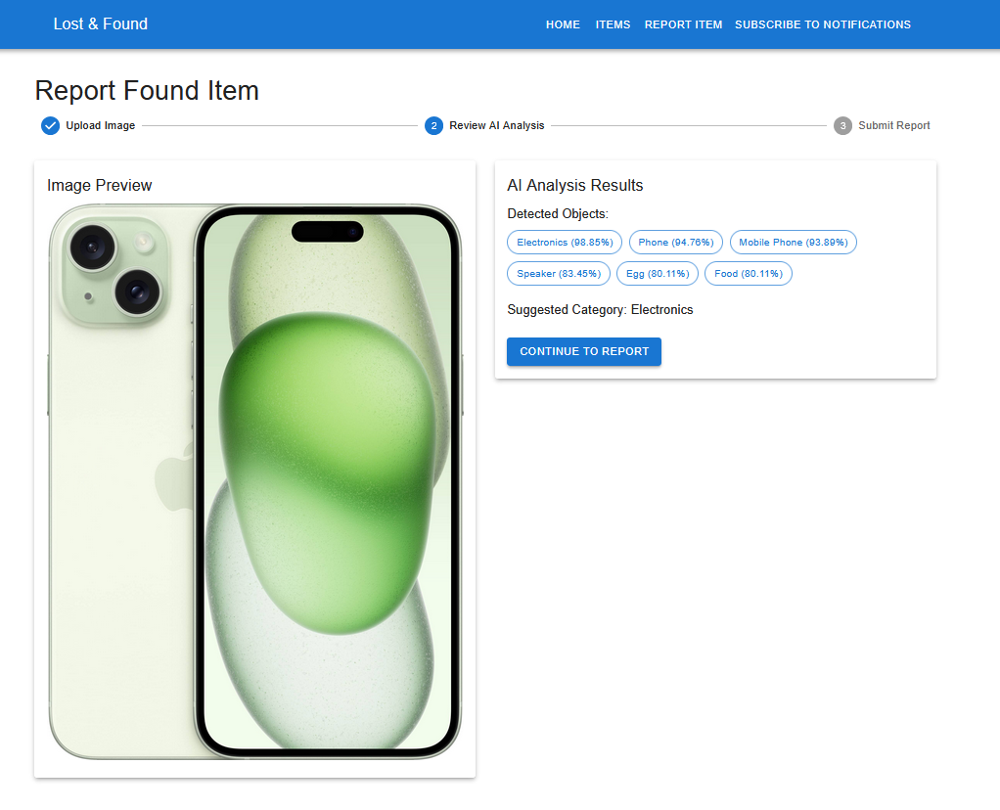 Lost & Found
HOME ITEMS REPORT ITEM SUBSCRIBE TO NOTIFICATIONS
Report Found Item
Upload Image
2 Review AI Analysis
3 Submit Report
Image Preview
AI Analysis Results
Detected Objects:
Electronics (98.85%) Phone (94.76%) Mobile Phone (93.89%)
Speaker (83.45%) Egg (80.11%) Food (80.11%)
Suggested Category: Electronics
CONTINUE TO REPORT